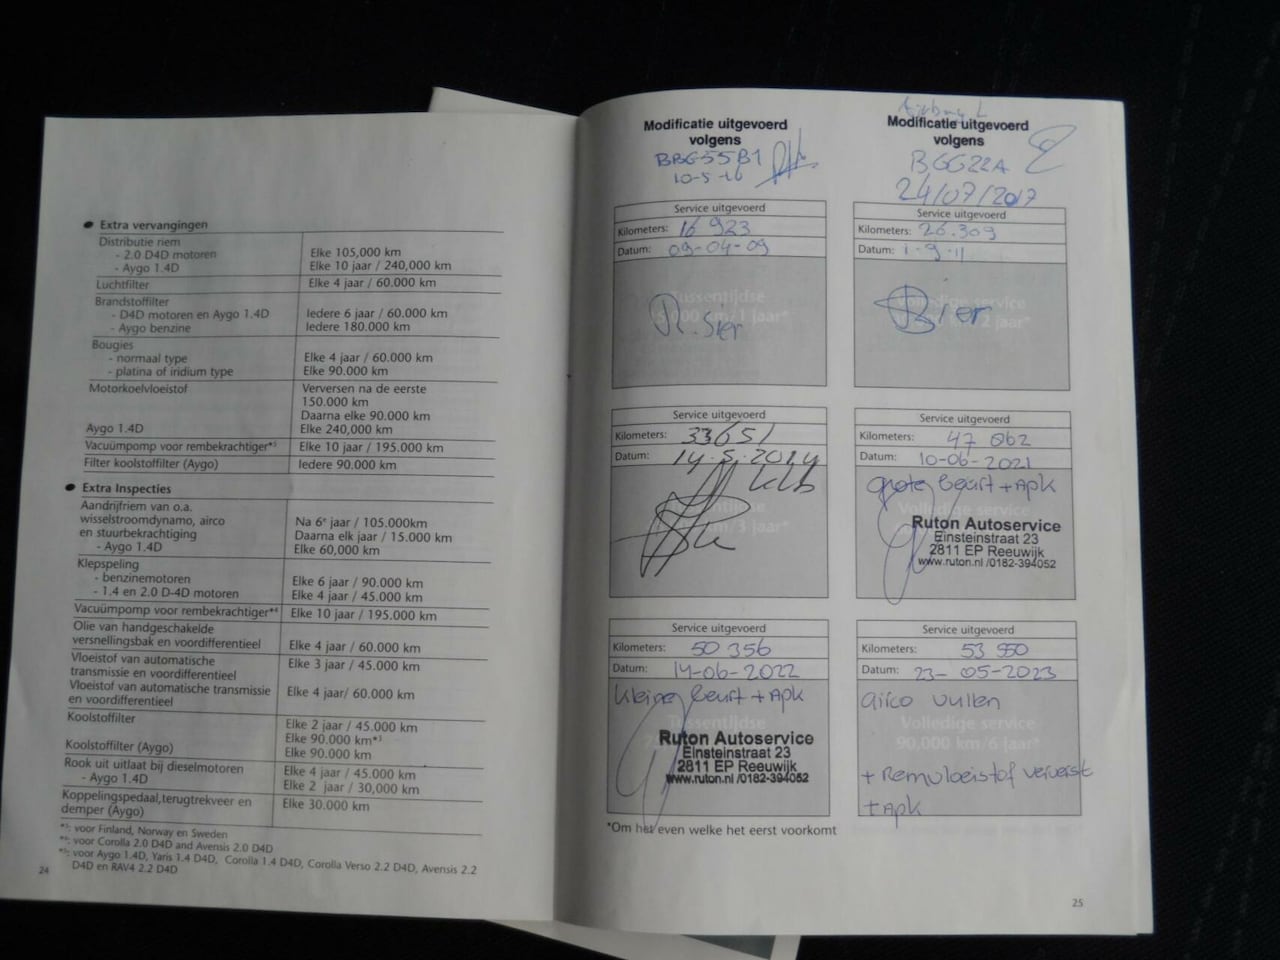 ● Extra vervangingen
Distributie riem
- 2.0 D4D motoren Elke 105,000 km
- Aygo 1.4D Elke 10 jaar / 240,000 km
Luchtfilter Elke 4 jaar / 60.000 km
Brandstoffilter
- D4D motoren en Aygo 1.4D Iedere 6 jaar / 60.000 km
- Aygo benzine Iedere 180.000 km
Bougies
- normaal type Elke 4 jaar / 60.000 km
- platina of iridium type Elke 90.000 km
Motorkoelvloeistof Verversen na de eerste
150.000 km
Daarna elke 90.000 km
Aygo 1.4D Elke 240,000 km
Vacuümpomp voor rembekrachtiger*⁵ Elke 10 jaar / 195.000 km
Filter koolstoffilter (Aygo) Iedere 90.000 km
● Extra Inspecties
Aandrijfriem van o.a.
wisselstroomdynamo, airco Na 6ᵉ jaar / 105.000km
en stuurbekrachtiging Daarna elk jaar / 15.000 km
- Aygo 1.4D Elke 60,000 km
Klepspeling
- benzinemotoren Elke 6 jaar / 90.000 km
- 1.4 en 2.0 D-4D motoren Elke 4 jaar / 45.000 km
Vacuümpomp voor rembekrachtiger*⁴ Elke 10 jaar / 195.000 km
Olie van handgeschakelde
versnellingsbak en voordifferentieel Elke 4 jaar / 60.000 km
Vloeistof van automatische Elke 3 jaar / 45.000 km
transmissie en voordifferentieel
Vloeistof van automatische transmissie Elke 4 jaar/ 60.000 km
en voordifferentieel
Koolstoffilter Elke 2 jaar / 45.000 km
Elke 90.000 km*³
Koolstoffilter (Aygo) Elke 90.000 km
Rook uit uitlaat bij dieselmotoren Elke 4 jaar / 45.000 km
- Aygo 1.4D Elke 2 jaar / 30,000 km
Koppelingspedaal,terugtrekveer en Elke 30.000 km
demper (Aygo)
: voor Finland, Norway en Sweden
: voor Corolla 2.0 D4D and Avensis 2.0 D4D
: voor Aygo 1.4D, Yaris 1.4 D4D, Corolla 1.4 D4D, Corolla Verso 2.2 D4D, Avensis 2.2
D4D en RAV4 2.2 D4D
24
Modificatie uitgevoerd
volgens
BBG55B1
10-5-16
Modificatie uitgevoerd
volgens
BGG22A
24/07/2017
Service uitgevoerd
Kilometers: 16 923
Datum: 09-04-09
Tussentijdse
R. Sier
Service uitgevoerd
Kilometers: 26.309
Datum: 1-9-11
Volledige service
Service uitgevoerd
Kilometers: 33651
Datum: 14.5.2014
Service uitgevoerd
Kilometers: 47 062
Datum: 10-06-2021
grote beurt + Apk
Ruton Autoservice
Einsteinstraat 23
2811 EP Reeuwijk
www.ruton.nl /0182-394052
Service uitgevoerd
Kilometers: 50 356
Datum: 14-06-2022
kleine beurt + Apk
Ruton Autoservice
Einsteinstraat 23
2811 EP Reeuwijk
www.ruton.nl /0182-394052
Service uitgevoerd
Kilometers: 53 950
Datum: 23-05-2023
airco vullen
Volledige service
90,000 km/6 jaar*
+ Remvloeistof ververst
+ Apk
*Om het even welke het eerst voorkomt
25